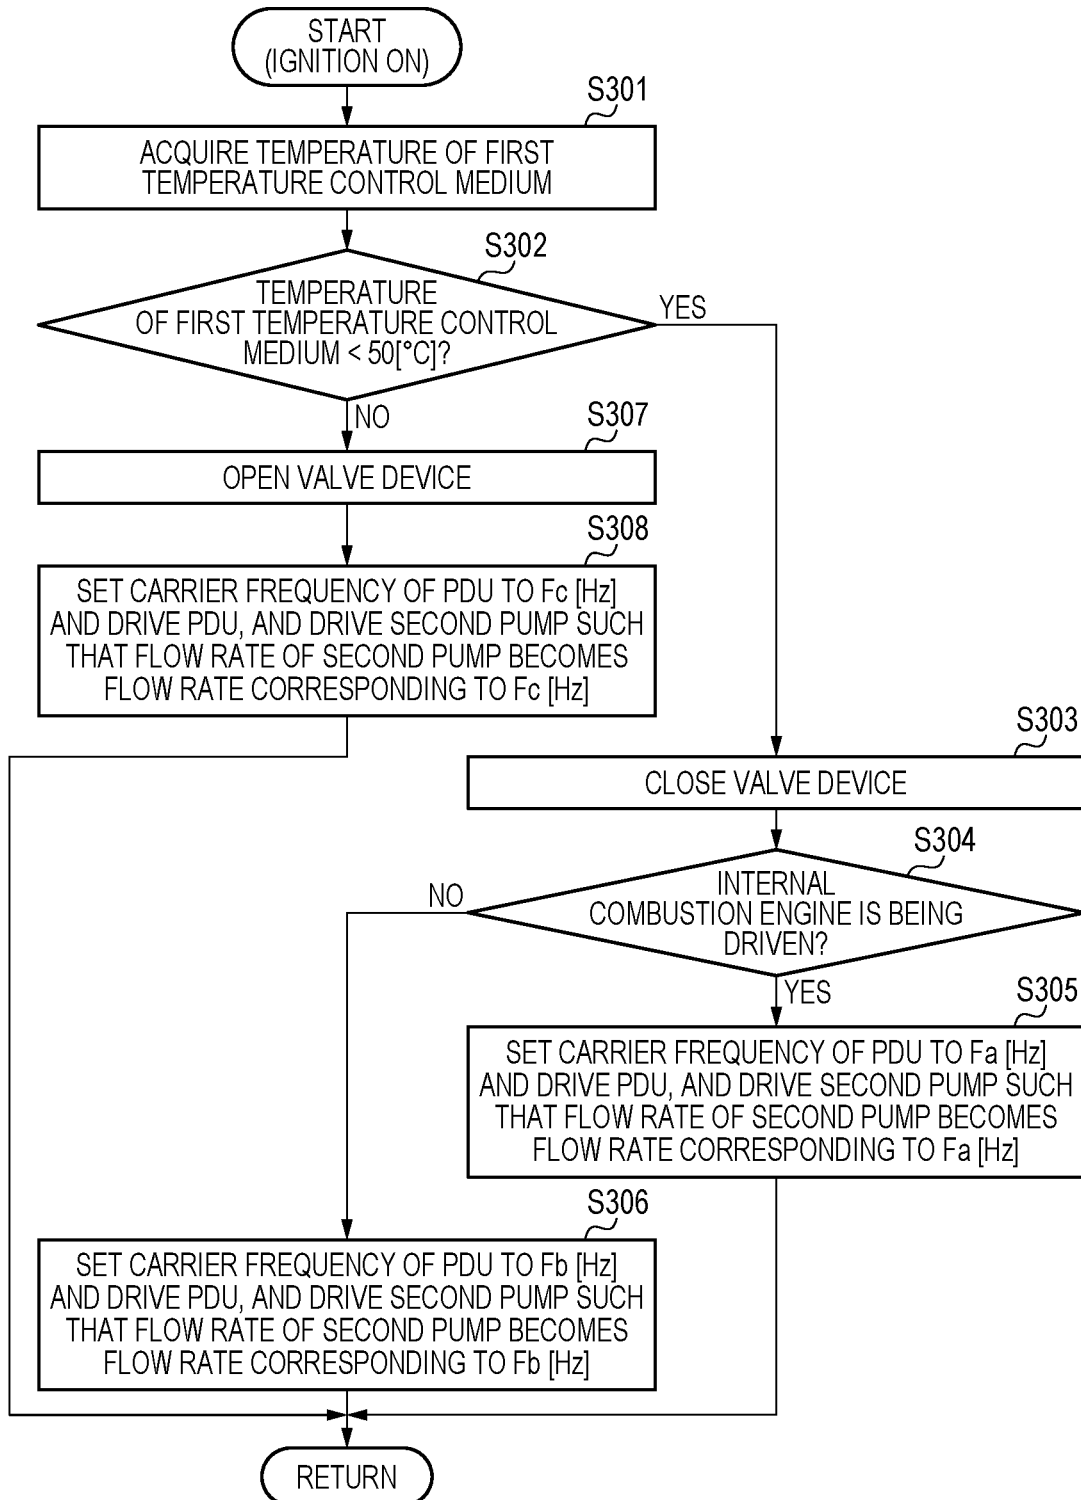 START
(IGNITION ON)
S301
ACQUIRE TEMPERATURE OF FIRST
TEMPERATURE CONTROL MEDIUM
S302
TEMPERATURE
OF FIRST TEMPERATURE CONTROL
MEDIUM < 50[°C]?
YES
NO
S307
OPEN VALVE DEVICE
S308
SET CARRIER FREQUENCY OF PDU TO Fc [Hz]
AND DRIVE PDU, AND DRIVE SECOND PUMP SUCH
THAT FLOW RATE OF SECOND PUMP BECOMES
FLOW RATE CORRESPONDING TO Fc [Hz]
S303
CLOSE VALVE DEVICE
S304
INTERNAL
COMBUSTION ENGINE IS BEING
DRIVEN?
NO
YES
S305
SET CARRIER FREQUENCY OF PDU TO Fa [Hz]
AND DRIVE PDU, AND DRIVE SECOND PUMP SUCH
THAT FLOW RATE OF SECOND PUMP BECOMES
FLOW RATE CORRESPONDING TO Fa [Hz]
S306
SET CARRIER FREQUENCY OF PDU TO Fb [Hz]
AND DRIVE PDU, AND DRIVE SECOND PUMP SUCH
THAT FLOW RATE OF SECOND PUMP BECOMES
FLOW RATE CORRESPONDING TO Fb [Hz]
RETURN